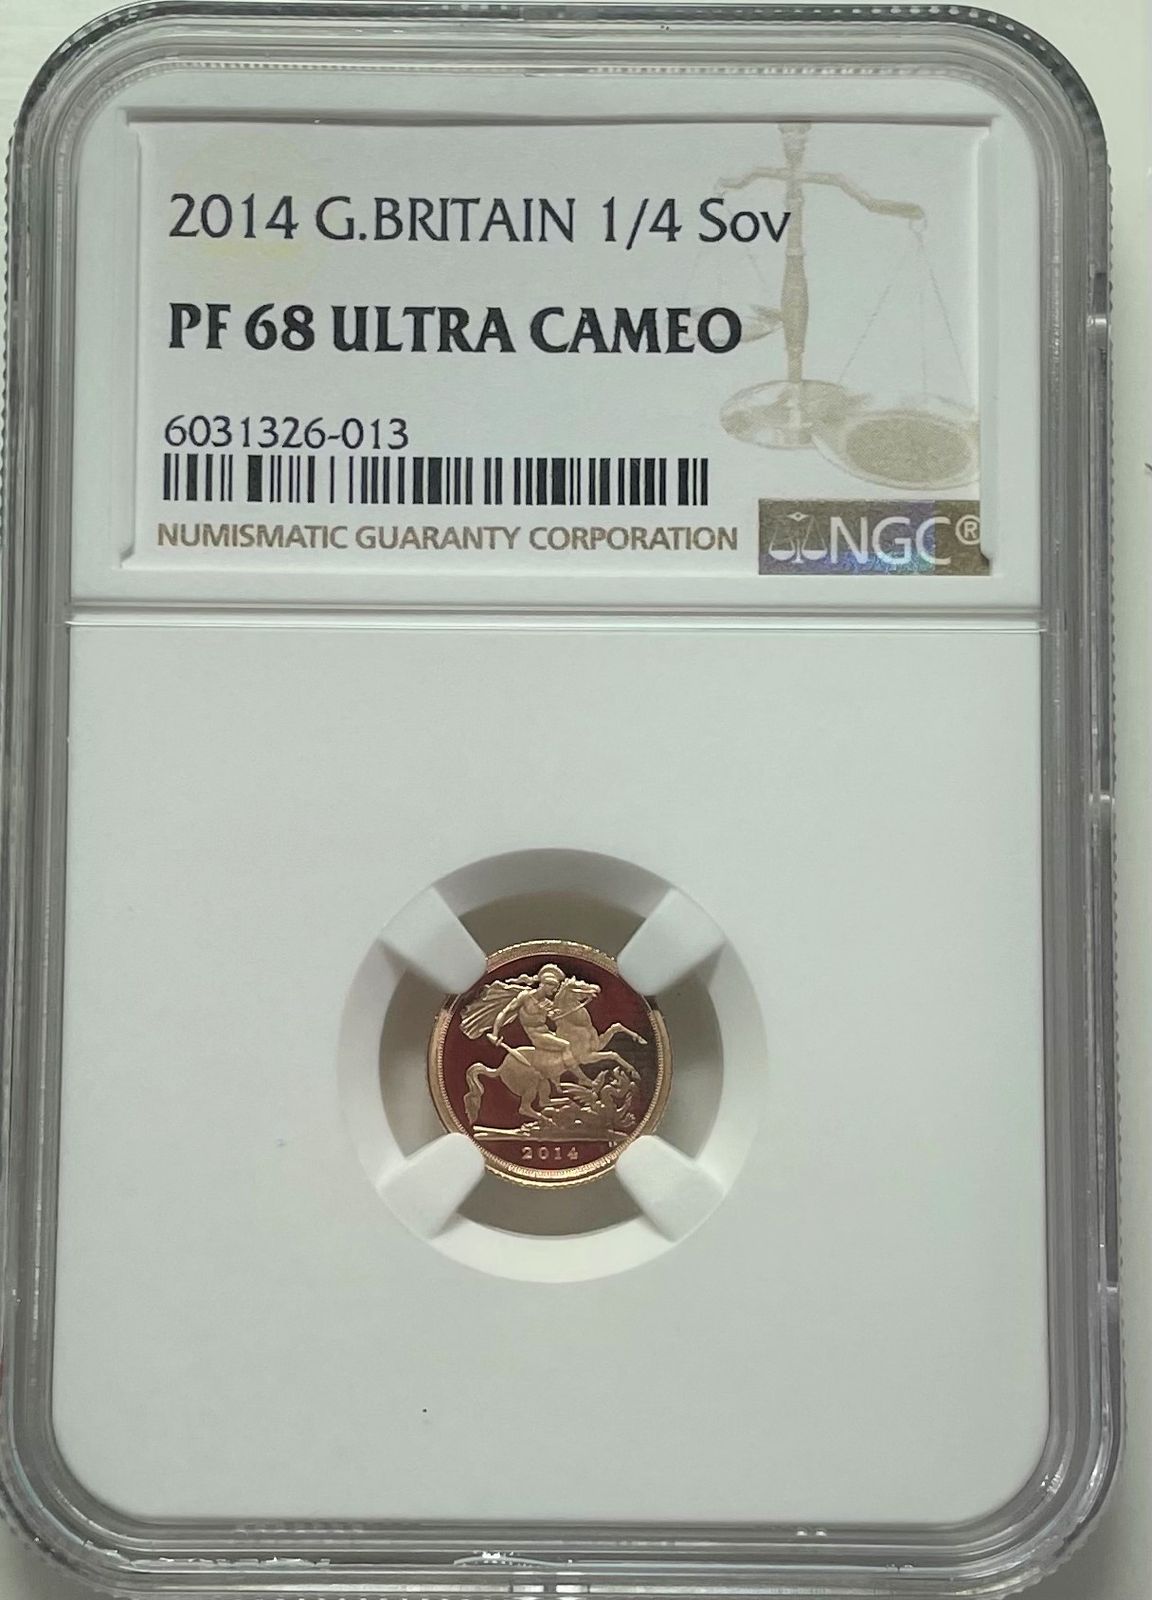 2014 G.BRITAIN 1/4 Sov
PF 68 ULTRA CAMEO
6031326-013
NUMISMATIC GUARANTY CORPORATION
NGC®
2014